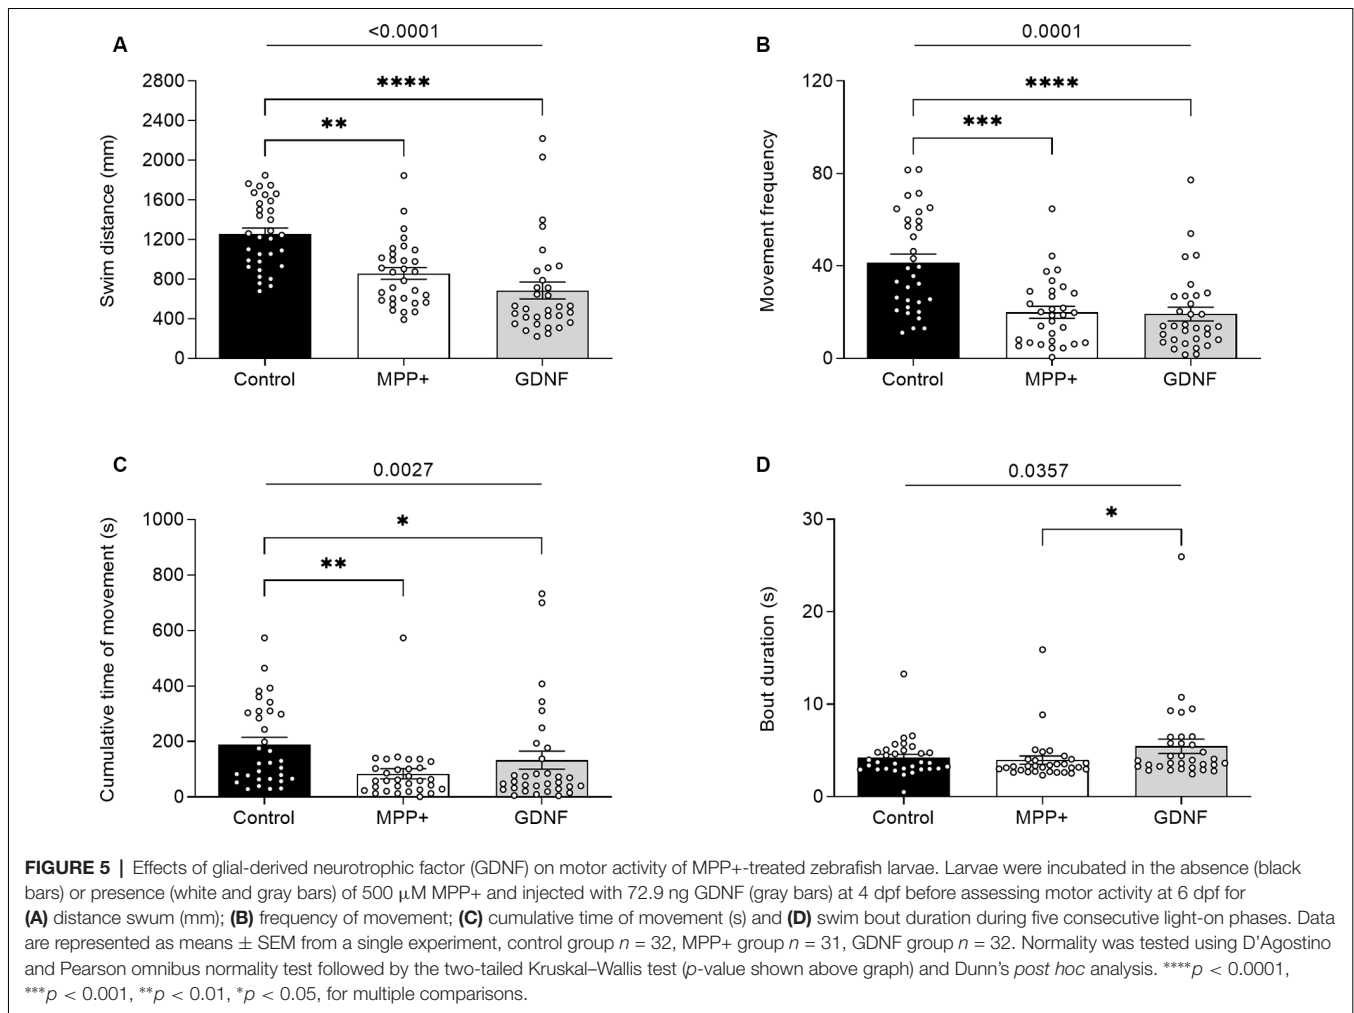 A
<0.0001
****
**
Swim distance (mm)
2800
2400
2000
1600
1200
800
400
0
Control MPP+ GDNF
B
0.0001
****
***
Movement frequency
120
80
40
0
Control MPP+ GDNF
C
0.0027
*
**
Cumulative time of movement (s)
1000
800
600
400
200
0
Control MPP+ GDNF
D
0.0357
*
Bout duration (s)
30
20
10
0
Control MPP+ GDNF
FIGURE 5 | Effects of glial-derived neurotrophic factor (GDNF) on motor activity of MPP+-treated zebrafish larvae. Larvae were incubated in the absence (black
bars) or presence (white and gray bars) of 500 μM MPP+ and injected with 72.9 ng GDNF (gray bars) at 4 dpf before assessing motor activity at 6 dpf for
(A) distance swum (mm); (B) frequency of movement; (C) cumulative time of movement (s) and (D) swim bout duration during five consecutive light-on phases. Data
are represented as means ± SEM from a single experiment, control group n = 32, MPP+ group n = 31, GDNF group n = 32. Normality was tested using D'Agostino
and Pearson omnibus normality test followed by the two-tailed Kruskal–Wallis test (p-value shown above graph) and Dunn's post hoc analysis. ****p < 0.0001,
***p < 0.001, **p < 0.01, *p < 0.05, for multiple comparisons.